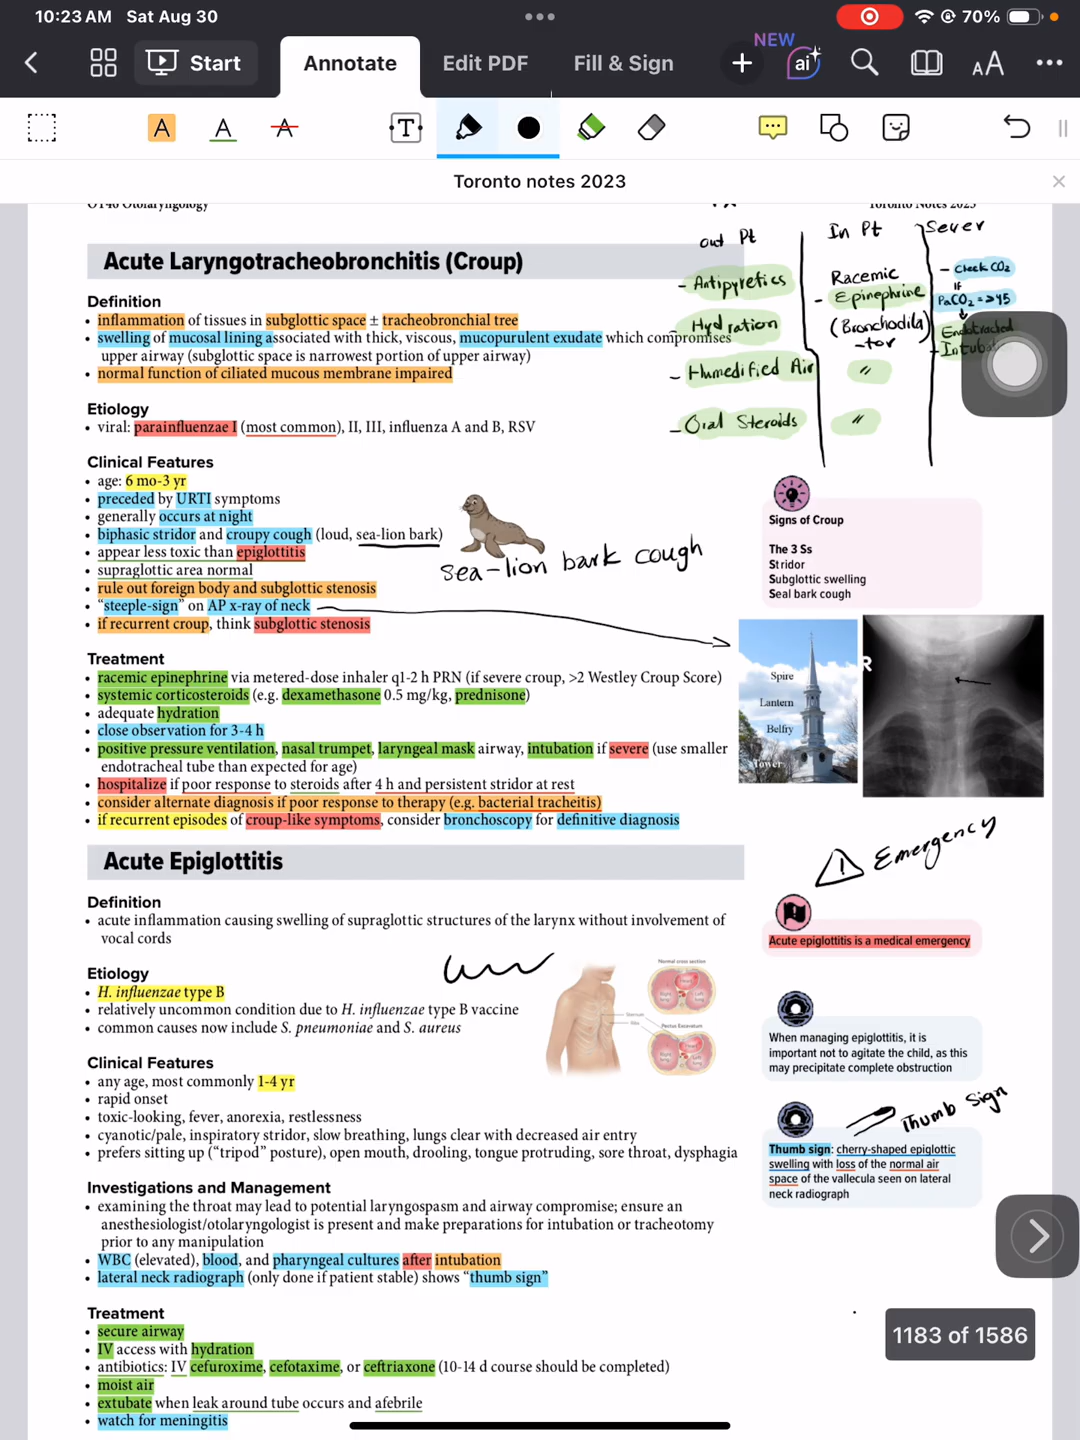 10:23 AM Sat Aug 30
70%
NEW
Start
Annotate
Edit PDF
Fill & Sign
ai
AA
A
A
A
T
Toronto notes 2023
OT46 Otolaryngology
Toronto Notes 2023
out Pt
In Pt
Sever
- Antipyretics
Hydration
- Humedified Air
- Oral Steroids
Racemic
- Epinephrine
(Bronchodila
-tor
"
"
- Check CO2
IF
PaCO2 = >45
Endotracheal
- Intub
Acute Laryngotracheobronchitis (Croup)
Definition
• inflammation of tissues in subglottic space ± tracheobronchial tree
• swelling of mucosal lining associated with thick, viscous, mucopurulent exudate which compromises
upper airway (subglottic space is narrowest portion of upper airway)
• normal function of ciliated mucous membrane impaired
Etiology
• viral: parainfluenzae I (most common), II, III, influenza A and B, RSV
Clinical Features
• age: 6 mo-3 yr
• preceded by URTI symptoms
• generally occurs at night
• biphasic stridor and croupy cough (loud, sea-lion bark)
• appear less toxic than epiglottitis
• supraglottic area normal
• rule out foreign body and subglottic stenosis
• “steeple-sign” on AP x-ray of neck
• if recurrent croup, think subglottic stenosis
sea-lion bark cough
Signs of Croup
The 3 Ss
Stridor
Subglottic swelling
Seal bark cough
Spire
Lantern
Belfry
Tower
R
Treatment
• racemic epinephrine via metered-dose inhaler q1-2 h PRN (if severe croup, >2 Westley Croup Score)
• systemic corticosteroids (e.g. dexamethasone 0.5 mg/kg, prednisone)
• adequate hydration
• close observation for 3-4 h
• positive pressure ventilation, nasal trumpet, laryngeal mask airway, intubation if severe (use smaller
endotracheal tube than expected for age)
• hospitalize if poor response to steroids after 4 h and persistent stridor at rest
• consider alternate diagnosis if poor response to therapy (e.g. bacterial tracheitis)
• if recurrent episodes of croup-like symptoms, consider bronchoscopy for definitive diagnosis
Acute Epiglottitis
! Emergency
Definition
• acute inflammation causing swelling of supraglottic structures of the larynx without involvement of
vocal cords
Acute epiglottitis is a medical emergency
Etiology
• H. influenzae type B
• relatively uncommon condition due to H. influenzae type B vaccine
• common causes now include S. pneumoniae and S. aureus
Normal cross section
Pectus Excavatum
When managing epiglottitis, it is
important not to agitate the child, as this
may precipitate complete obstruction
Clinical Features
• any age, most commonly 1-4 yr
• rapid onset
• toxic-looking, fever, anorexia, restlessness
• cyanotic/pale, inspiratory stridor, slow breathing, lungs clear with decreased air entry
• prefers sitting up (“tripod” posture), open mouth, drooling, tongue protruding, sore throat, dysphagia
Thumb Sign
Thumb sign: cherry-shaped epiglottic
swelling with loss of the normal air
space of the vallecula seen on lateral
neck radiograph
Investigations and Management
• examining the throat may lead to potential laryngospasm and airway compromise; ensure an
anesthesiologist/otolaryngologist is present and make preparations for intubation or tracheotomy
prior to any manipulation
• WBC (elevated), blood, and pharyngeal cultures after intubation
• lateral neck radiograph (only done if patient stable) shows “thumb sign”
Treatment
• secure airway
• IV access with hydration
• antibiotics: IV cefuroxime, cefotaxime, or ceftriaxone (10-14 d course should be completed)
• moist air
• extubate when leak around tube occurs and afebrile
• watch for meningitis
1183 of 1586